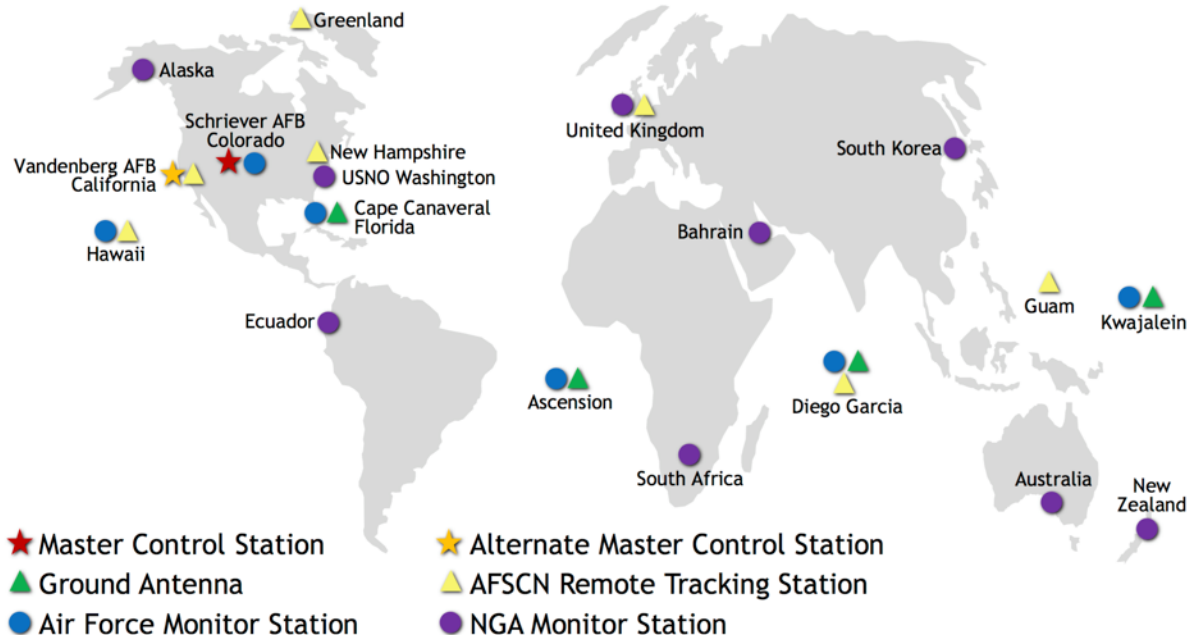 Greenland
Alaska
Schriever AFB
Colorado
United Kingdom
New Hampshire
South Korea
Vandenberg AFB
California
USNO Washington
Cape Canaveral
Florida
Bahrain
Hawaii
Guam
Kwajalein
Ecuador
Ascension
Diego Garcia
South Africa
Australia
New
Zealand
Master Control Station
Alternate Master Control Station
Ground Antenna
AFSCN Remote Tracking Station
Air Force Monitor Station
NGA Monitor Station